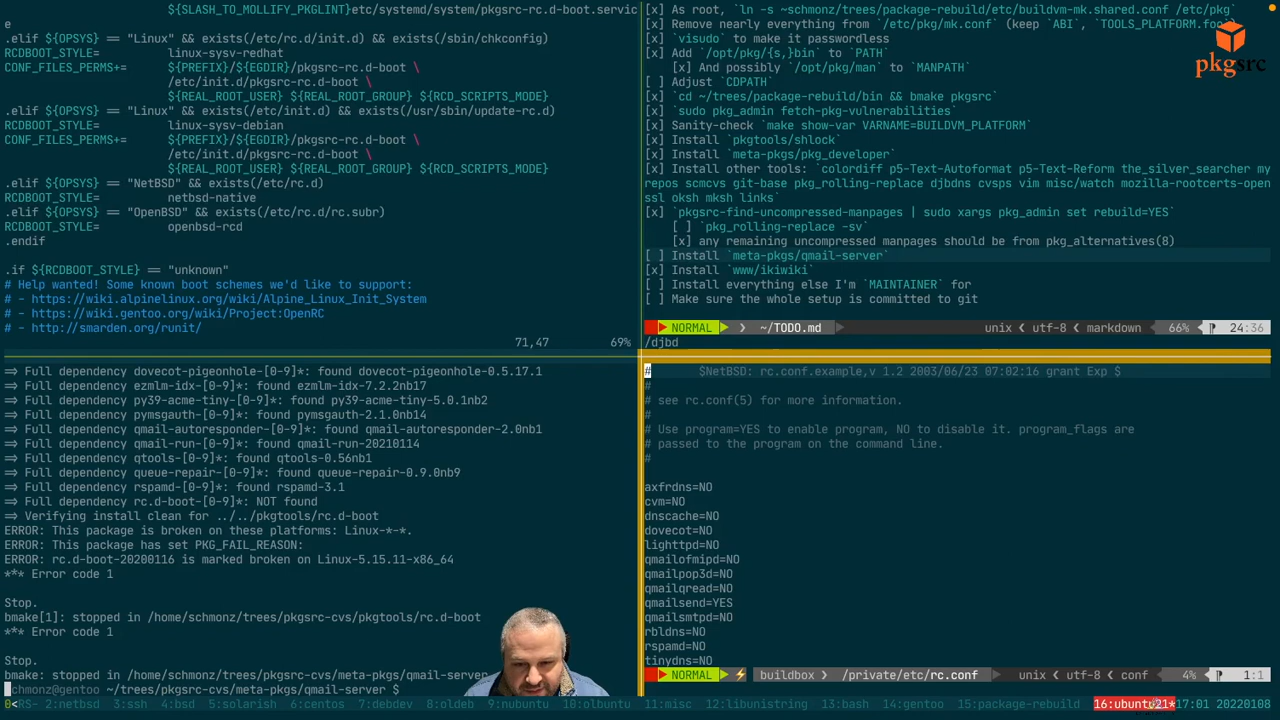 ${SLASH_TO_MOLLIFY_PKGLINT}etc/systemd/system/pkgsrc-rc.d-boot.servic
e
.elif ${OPSYS} == "Linux" && exists(/etc/rc.d/init.d) && exists(/sbin/chkconfig)
RCDBOOT_STYLE=          linux-sysv-redhat
CONF_FILES_PERMS+=      ${PREFIX}/${EGDIR}/pkgsrc-rc.d-boot \
/etc/init.d/pkgsrc-rc.d-boot \
${REAL_ROOT_USER} ${REAL_ROOT_GROUP} ${RCD_SCRIPTS_MODE}
.elif ${OPSYS} == "Linux" && exists(/etc/init.d) && exists(/usr/sbin/update-rc.d)
RCDBOOT_STYLE=          linux-sysv-debian
CONF_FILES_PERMS+=      ${PREFIX}/${EGDIR}/pkgsrc-rc.d-boot \
/etc/init.d/pkgsrc-rc.d-boot \
${REAL_ROOT_USER} ${REAL_ROOT_GROUP} ${RCD_SCRIPTS_MODE}
.elif ${OPSYS} == "NetBSD" && exists(/etc/rc.d)
RCDBOOT_STYLE=          netbsd-native
.elif ${OPSYS} == "OpenBSD" && exists(/etc/rc.d/rc.subr)
RCDBOOT_STYLE=          openbsd-rcd
.endif
.if ${RCDBOOT_STYLE} == "unknown"
# Help wanted! Some known boot schemes we'd like to support:
# - https://wiki.alpinelinux.org/wiki/Alpine_Linux_Init_System
# - https://wiki.gentoo.org/wiki/Project:OpenRC
# - http://smarden.org/runit/
71,47         69%
[x] As root, `ln -s ~schmonz/trees/package-rebuild/etc/buildvm-mk.shared.conf /etc/pkg`
[x] Remove nearly everything from `/etc/pkg/mk.conf` (keep `ABI`, `TOOLS_PLATFORM.foo`
[x] `visudo` to make it passwordless
[x] Add `/opt/pkg/{s,}bin` to `PATH`
[x] And possibly `/opt/pkg/man` to `MANPATH`
[ ] Adjust `CDPATH`
[x] `cd ~/trees/package-rebuild/bin && bmake pkgsrc`
[x] `sudo pkg_admin fetch-pkg-vulnerabilities`
[x] Sanity-check `make show-var VARNAME=BUILDVM_PLATFORM`
[x] Install `pkgtools/shlock`
[x] Install `meta-pkgs/pkg_developer`
[x] Install other tools: `colordiff p5-Text-Autoformat p5-Text-Reform the_silver_searcher my
repos scmcvs git-base pkg_rolling-replace djbdns cvsps vim misc/watch mozilla-rootcerts-open
ssl oksh mksh links`
[x] `pkgsrc-find-uncompressed-manpages | sudo xargs pkg_admin set rebuild=YES`
[ ] `pkg_rolling-replace -sv`
[x] any remaining uncompressed manpages should be from pkg_alternatives(8)
[ ] Install `meta-pkgs/qmail-server`
[x] Install `www/ikiwiki`
[ ] Install everything else I'm `MAINTAINER` for
[ ] Make sure the whole setup is committed to git
NORMAL ~/TODO.md unix utf-8 markdown 66% 24:36
/djbd
pkgsrc
=> Full dependency dovecot-pigeonhole-[0-9]*: found dovecot-pigeonhole-0.5.17.1
=> Full dependency ezmlm-idx-[0-9]*: found ezmlm-idx-7.2.2nb17
=> Full dependency py39-acme-tiny-[0-9]*: found py39-acme-tiny-5.0.1nb2
=> Full dependency pymsgauth-[0-9]*: found pymsgauth-2.1.0nb14
=> Full dependency qmail-autoresponder-[0-9]*: found qmail-autoresponder-2.0nb1
=> Full dependency qmail-run-[0-9]*: found qmail-run-20210114
=> Full dependency qtools-[0-9]*: found qtools-0.56nb1
=> Full dependency queue-repair-[0-9]*: found queue-repair-0.9.0nb9
=> Full dependency rspamd-[0-9]*: found rspamd-3.1
=> Full dependency rc.d-boot-[0-9]*: NOT found
=> Verifying install clean for ../../pkgtools/rc.d-boot
ERROR: This package is broken on these platforms: Linux-*-*.
ERROR: This package has set PKG_FAIL_REASON:
ERROR: rc.d-boot-20200116 is marked broken on Linux-5.15.11-x86_64
*** Error code 1
Stop.
bmake[1]: stopped in /home/schmonz/trees/pkgsrc-cvs/pkgtools/rc.d-boot
*** Error code 1
Stop.
bmake: stopped in /home/schmonz/trees/pkgsrc-cvs/meta-pkgs/qmail-server
schmonz@gentoo ~/trees/pkgsrc-cvs/meta-pkgs/qmail-server $
#       $NetBSD: rc.conf.example,v 1.2 2003/06/23 07:02:16 grant Exp $
#
# see rc.conf(5) for more information.
#
# Use program=YES to enable program, NO to disable it. program_flags are
# passed to the program on the command line.
#
axfrdns=NO
cvm=NO
dnscache=NO
dovecot=NO
lighttpd=NO
qmailofmipd=NO
qmailpop3d=NO
qmailqread=NO
qmailsend=YES
qmailsmtpd=NO
rbldns=NO
rspamd=NO
tinydns=NO
NORMAL buildbox /private/etc/rc.conf unix utf-8 conf 4% 1:1
0<RS- 2:netbsd 3:ssh 4:bsd 5:solarish 6:centos 7:debdev 8:oldeb 9:nubuntu 10:olbuntu 11:misc 13:obuntu 14:gentoo 15:package-rebuild 17:01 20220108